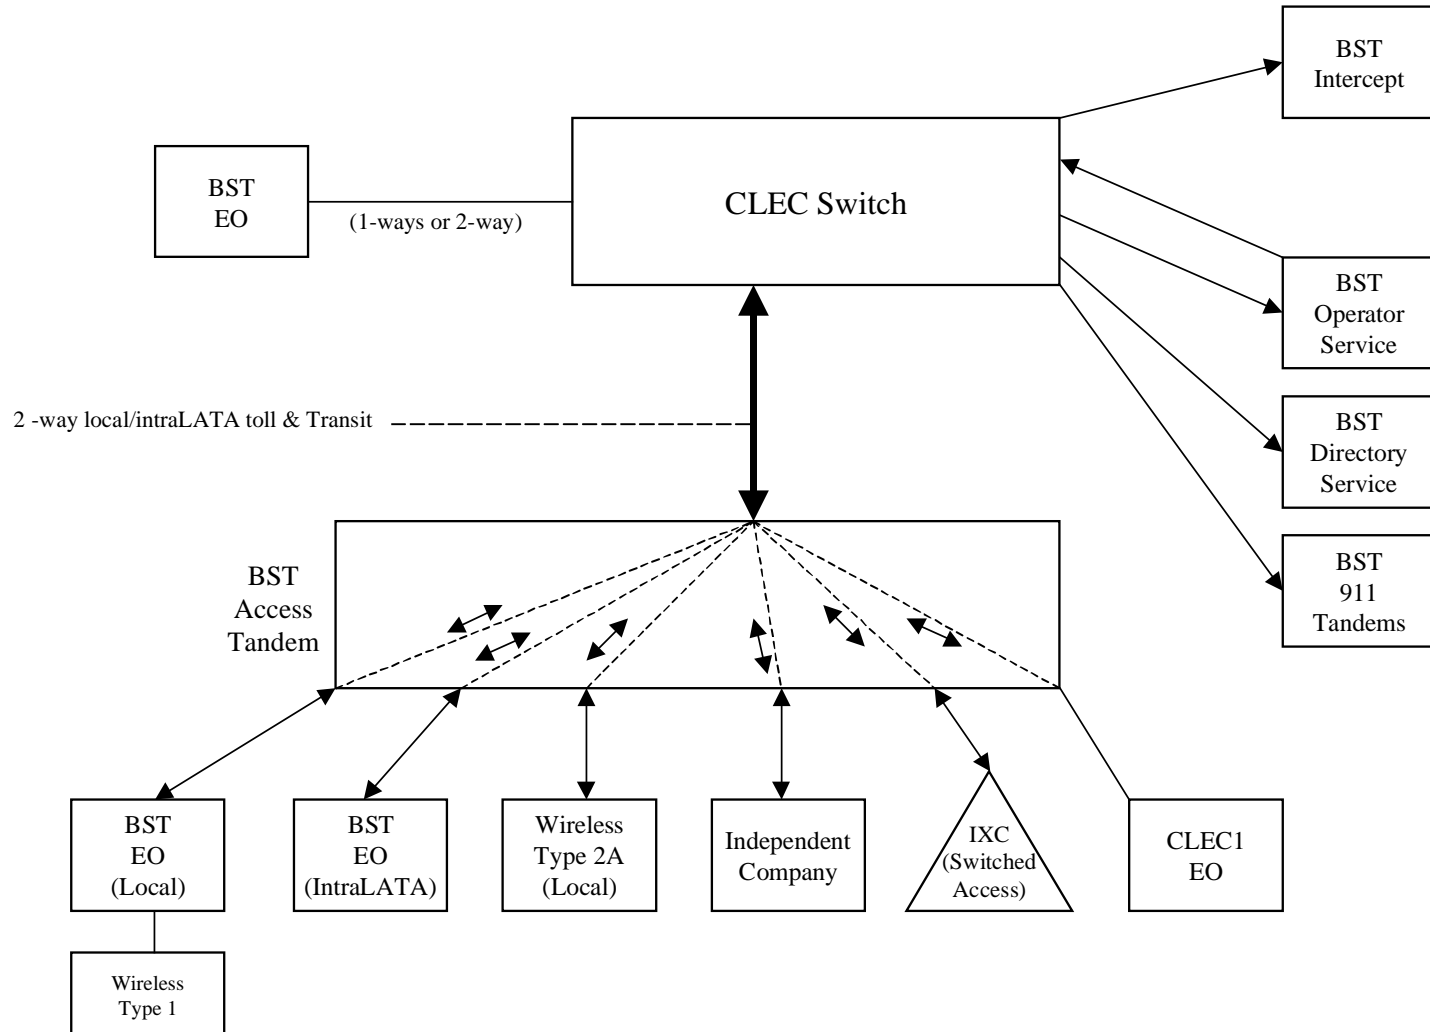 BST
Intercept
BST
EO
(1-ways or 2-way)
CLEC Switch
BST
Operator
Service
2 -way local/intraLATA toll & Transit
BST
Directory
Service
BST
911
Tandems
BST
Access
Tandem
BST
EO
(Local)
BST
EO
(IntraLATA)
Wireless
Type 2A
(Local)
Independent
Company
IXC
(Switched
Access)
CLEC1
EO
Wireless
Type 1